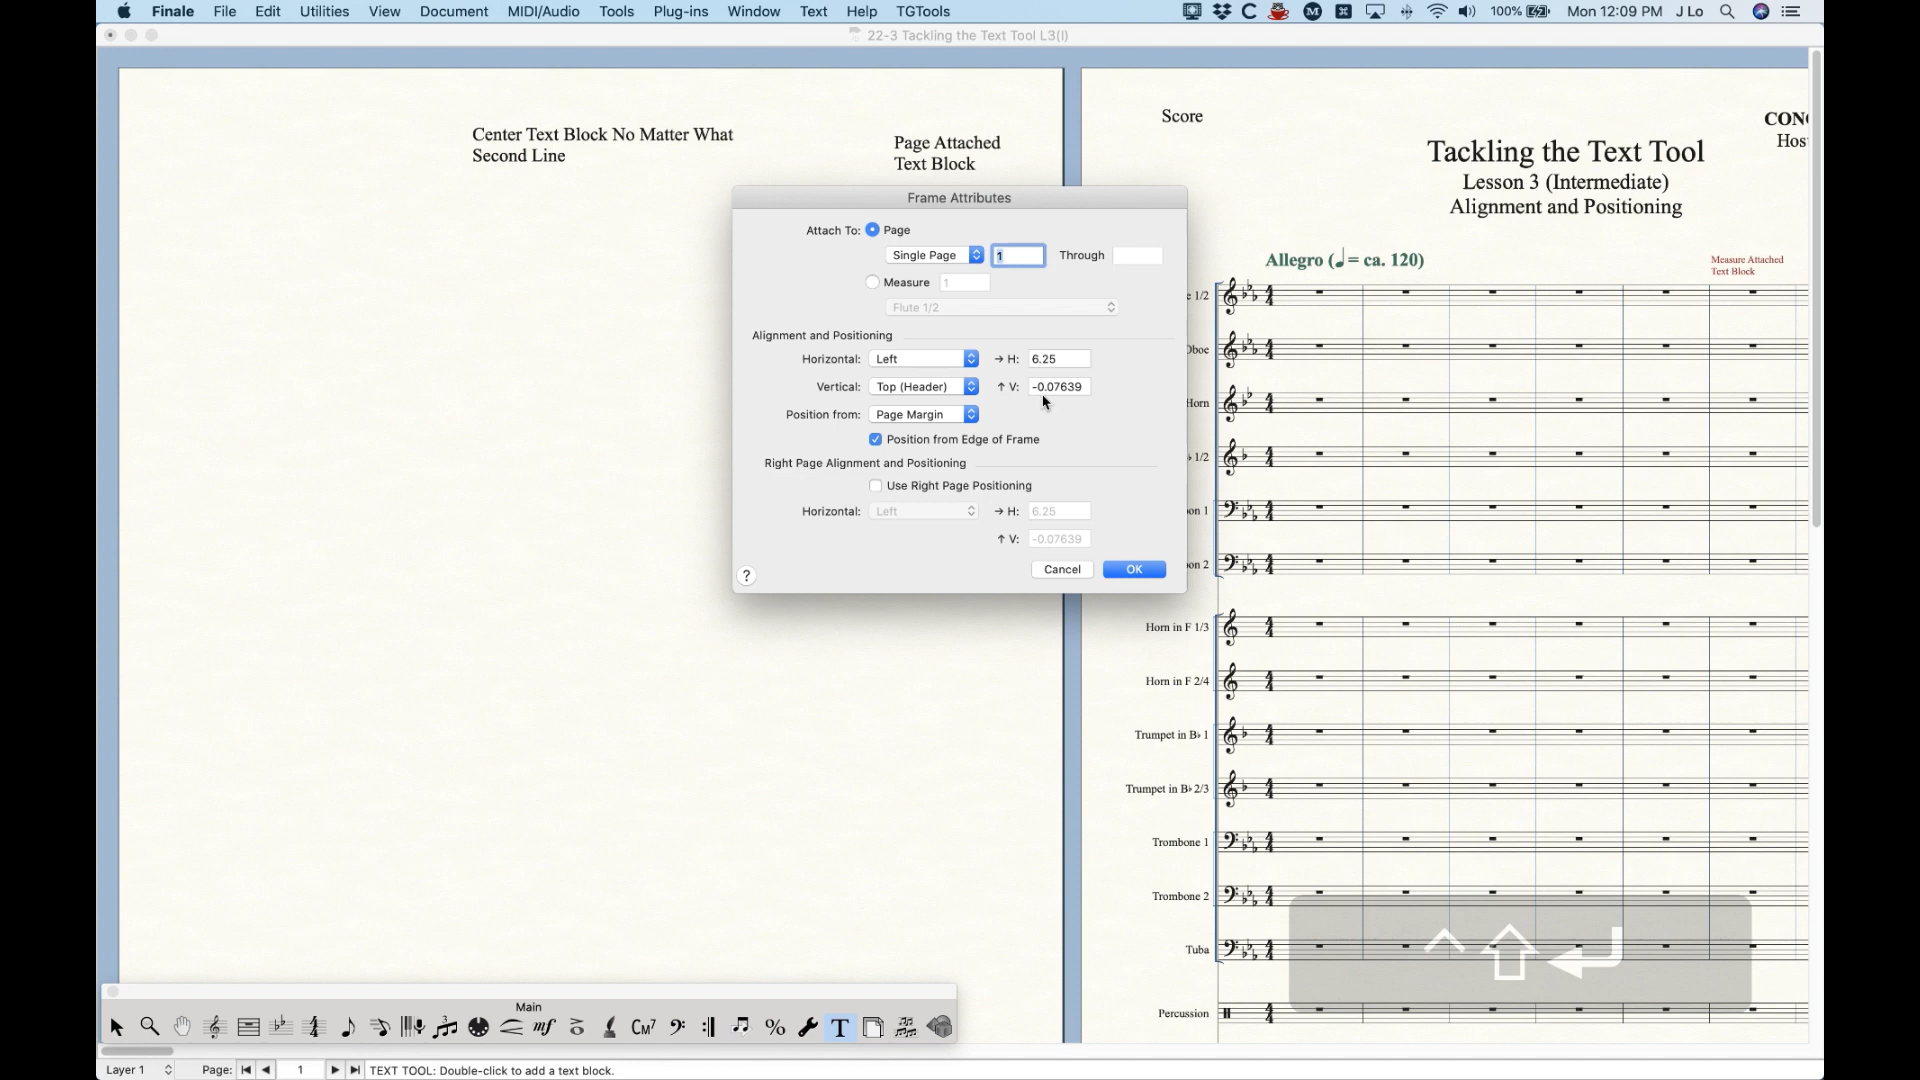 Finale File Edit Utilities View Document MIDI/Audio Tools Plug-ins Window Text Help TGTools 100% Mon 12:09 PM J Lo
22-3 Tackling the Text Tool L3(I)
Center Text Block No Matter What
Second Line
Page Attached
Text Block
Score
Tackling the Text Tool
Lesson 3 (Intermediate)
Alignment and Positioning
Allegro (♩= ca. 120)
Measure Attached
Text Block
Frame Attributes
Attach To: Page
Single Page 1 Through
Measure 1
Flute 1/2
Alignment and Positioning
Horizontal: Left → H: 6.25
Vertical: Top (Header) ↑ V: -0.07639
Position from: Page Margin
Position from Edge of Frame
Right Page Alignment and Positioning
Use Right Page Positioning
Horizontal: Left → H: 6.25
↑ V: -0.07639
? Cancel OK
Horn in F 1/3
Horn in F 2/4
Trumpet in B♭ 1
Trumpet in B♭ 2/3
Trombone 1
Trombone 2
Tuba
Percussion
Main
mf CM7 % T
Layer 1 Page: 1 TEXT TOOL: Double-click to add a text block.